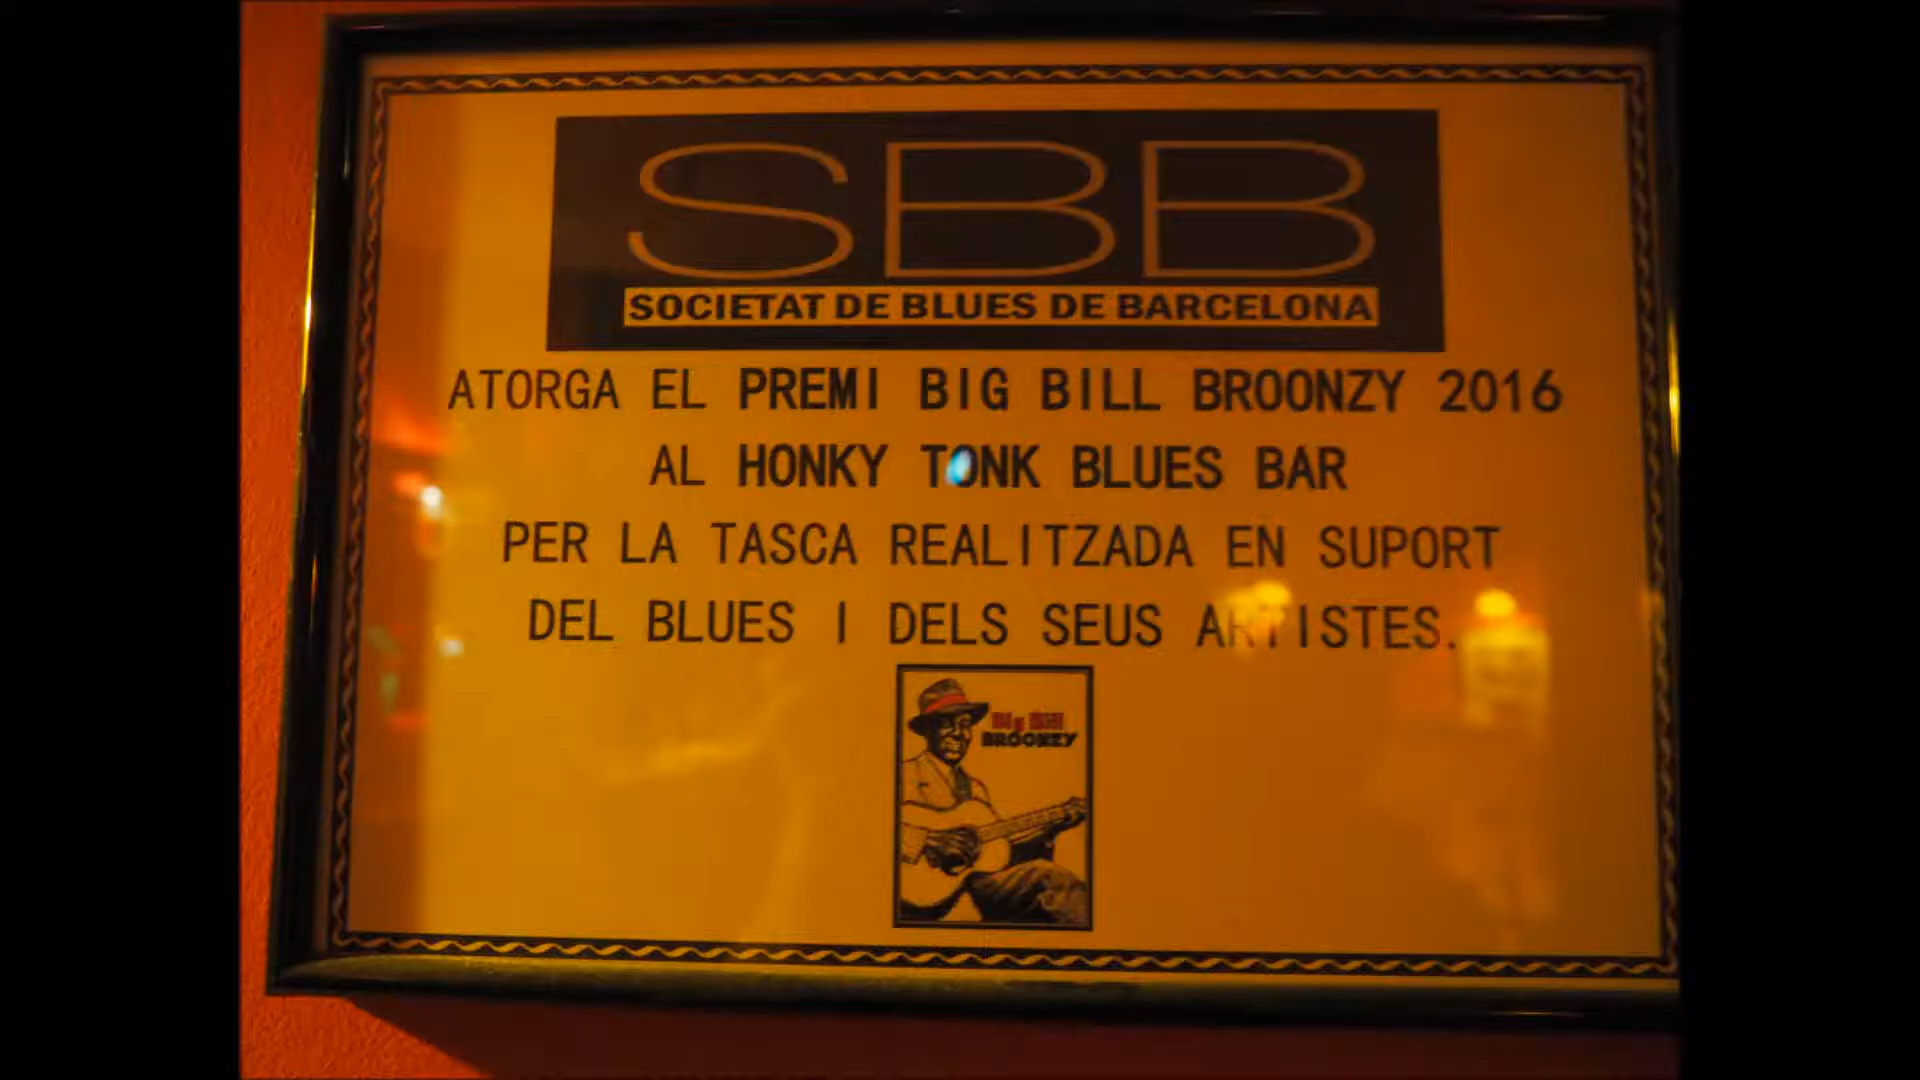 SBB
SOCIETAT DE BLUES DE BARCELONA
ATORGA EL PREMI BIG BILL BROONZY 2016
AL HONKY TONK BLUES BAR
PER LA TASCA REALITZADA EN SUPORT
DEL BLUES I DELS SEUS ARTISTES.
Big Bill
BROONZY